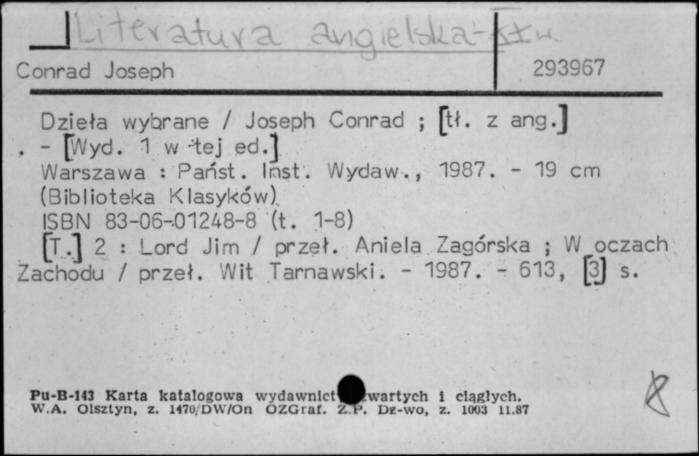 Literatura angielska-
Conrad Joseph 293967
Dzieła wybrane / Joseph Conrad ; [tł. z ang.]
. - [Wyd. 1 w tej ed.]
Warszawa : Państ. Inst. Wydaw., 1987. - 19 cm
(Biblioteka Klasyków).
ISBN 83-06-01248-8 (t. 1-8)
[T.] 2 : Lord Jim / przeł. Aniela Zagórska ; W oczach
Zachodu / przeł. Wit Tarnawski. - 1987. - 613, [3] s.
Pu-B-143 Karta katalogowa wydawnict wartych i ciągłych.
W.A. Olsztyn, z. 1470/DW/On OZGraf. Z.P. Dz-wo, z. 1003 11.87